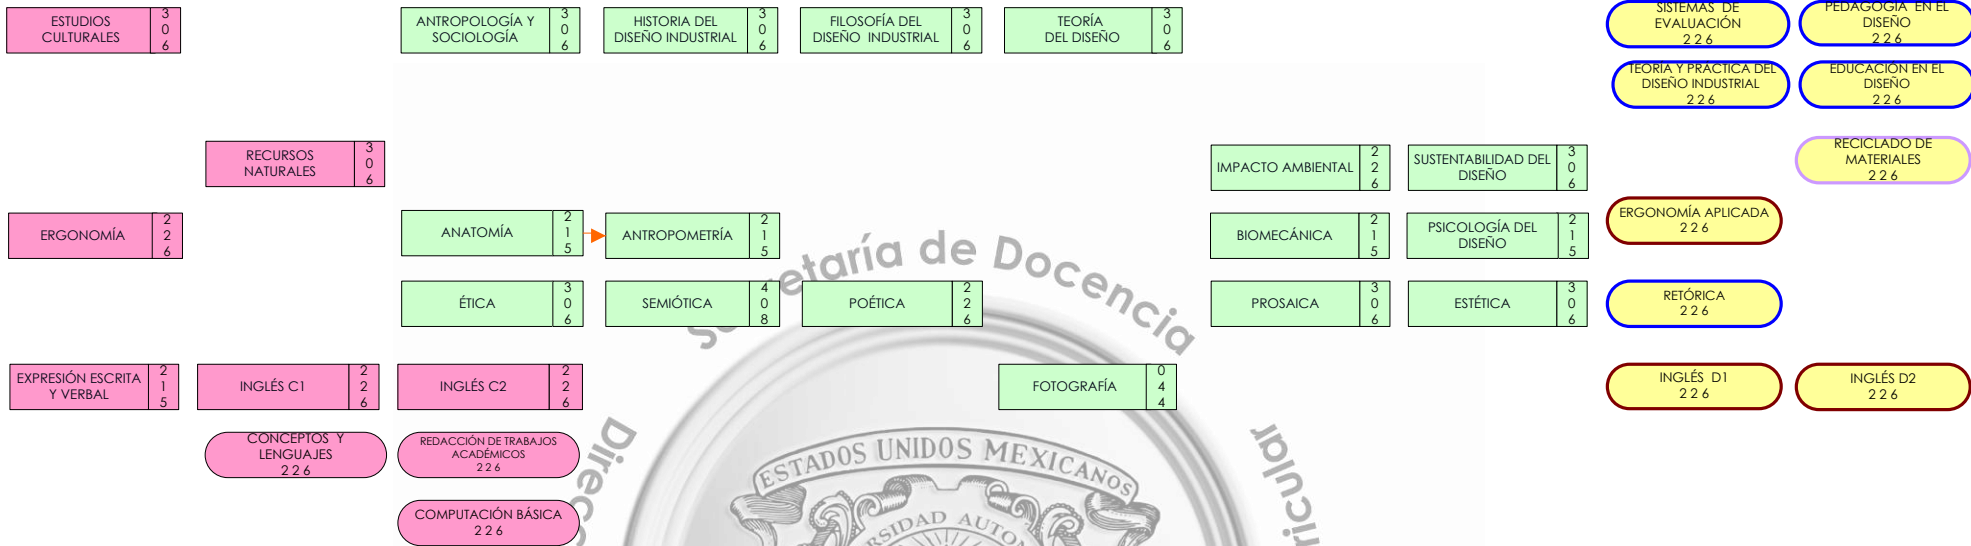 ESTUDIOS
CULTURALES
3
0
6
ANTROPOLOGÍA Y
SOCIOLOGÍA
3
0
6
HISTORIA DEL
DISEÑO INDUSTRIAL
3
0
6
FILOSOFÍA DEL
DISEÑO INDUSTRIAL
3
0
6
TEORÍA
DEL DISEÑO
3
0
6
SISTEMAS DE
EVALUACIÓN
2 2 6
PEDAGOGÍA EN EL
DISEÑO
2 2 6
TEORÍA Y PRÁCTICA DEL
DISEÑO INDUSTRIAL
2 2 6
EDUCACIÓN EN EL
DISEÑO
2 2 6
RECURSOS
NATURALES
3
0
6
IMPACTO AMBIENTAL
2
2
6
SUSTENTABILIDAD DEL
DISEÑO
3
0
6
RECICLADO DE
MATERIALES
2 2 6
ERGONOMÍA
2
2
6
ANATOMÍA
2
1
5
ANTROPOMETRÍA
2
1
5
BIOMECÁNICA
2
1
5
PSICOLOGÍA DEL
DISEÑO
2
1
5
ERGONOMÍA APLICADA
2 2 6
ÉTICA
3
0
6
SEMIÓTICA
4
0
8
POÉTICA
2
2
6
PROSAICA
3
0
6
ESTÉTICA
3
0
6
RETÓRICA
2 2 6
EXPRESIÓN ESCRITA
Y VERBAL
2
1
5
INGLÉS C1
2
2
6
INGLÉS C2
2
2
6
FOTOGRAFÍA
0
4
4
INGLÉS D1
2 2 6
INGLÉS D2
2 2 6
CONCEPTOS Y
LENGUAJES
2 2 6
REDACCIÓN DE TRABAJOS
ACADÉMICOS
2 2 6
COMPUTACIÓN BÁSICA
2 2 6
de Docencia
ESTADOS UNIDOS MEXICANOS